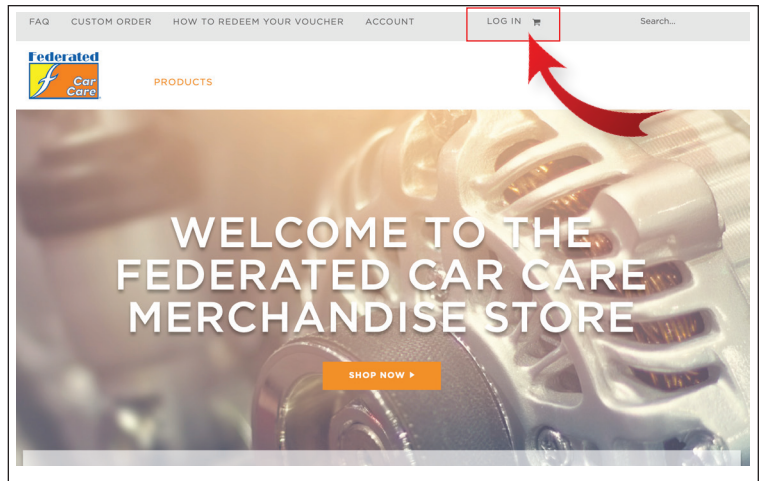 FAQ CUSTOM ORDER HOW TO REDEEM YOUR VOUCHER ACCOUNT LOG IN Search...
Federated
f Car
Care
PRODUCTS
WELCOME TO THE
FEDERATED CAR CARE
MERCHANDISE STORE
SHOP NOW